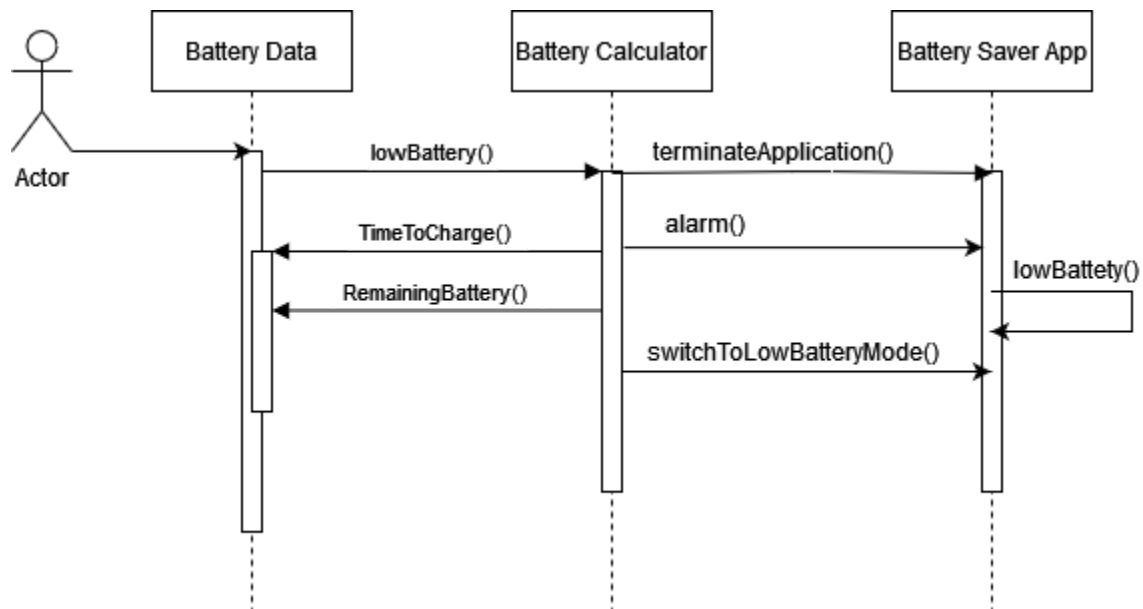 Battery Data
Battery Calculator
Battery Saver App
Actor
lowBattery()
terminateApplication()
TimeToCharge()
alarm()
lowBattety()
RemainingBattery()
switchToLowBatteryMode()